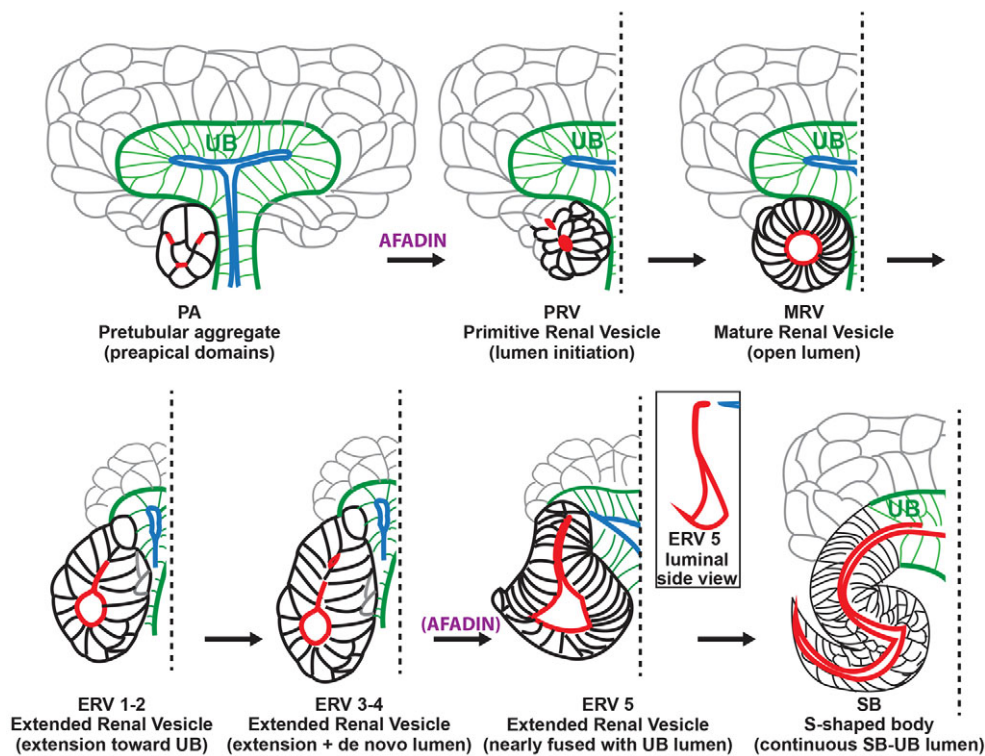 UB
UB
UB
AFADIN
PA
Pretubular aggregate
(preapical domains)
PRV
Primitive Renal Vesicle
(lumen initiation)
MRV
Mature Renal Vesicle
(open lumen)
ERV 5
luminal
side view
UB
(AFADIN)
ERV 1-2
Extended Renal Vesicle
(extension toward UB)
ERV 3-4
Extended Renal Vesicle
(extension + de novo lumen)
ERV 5
Extended Renal Vesicle
(nearly fused with UB lumen)
SB
S-shaped body
(continuous SB-UB lumen)